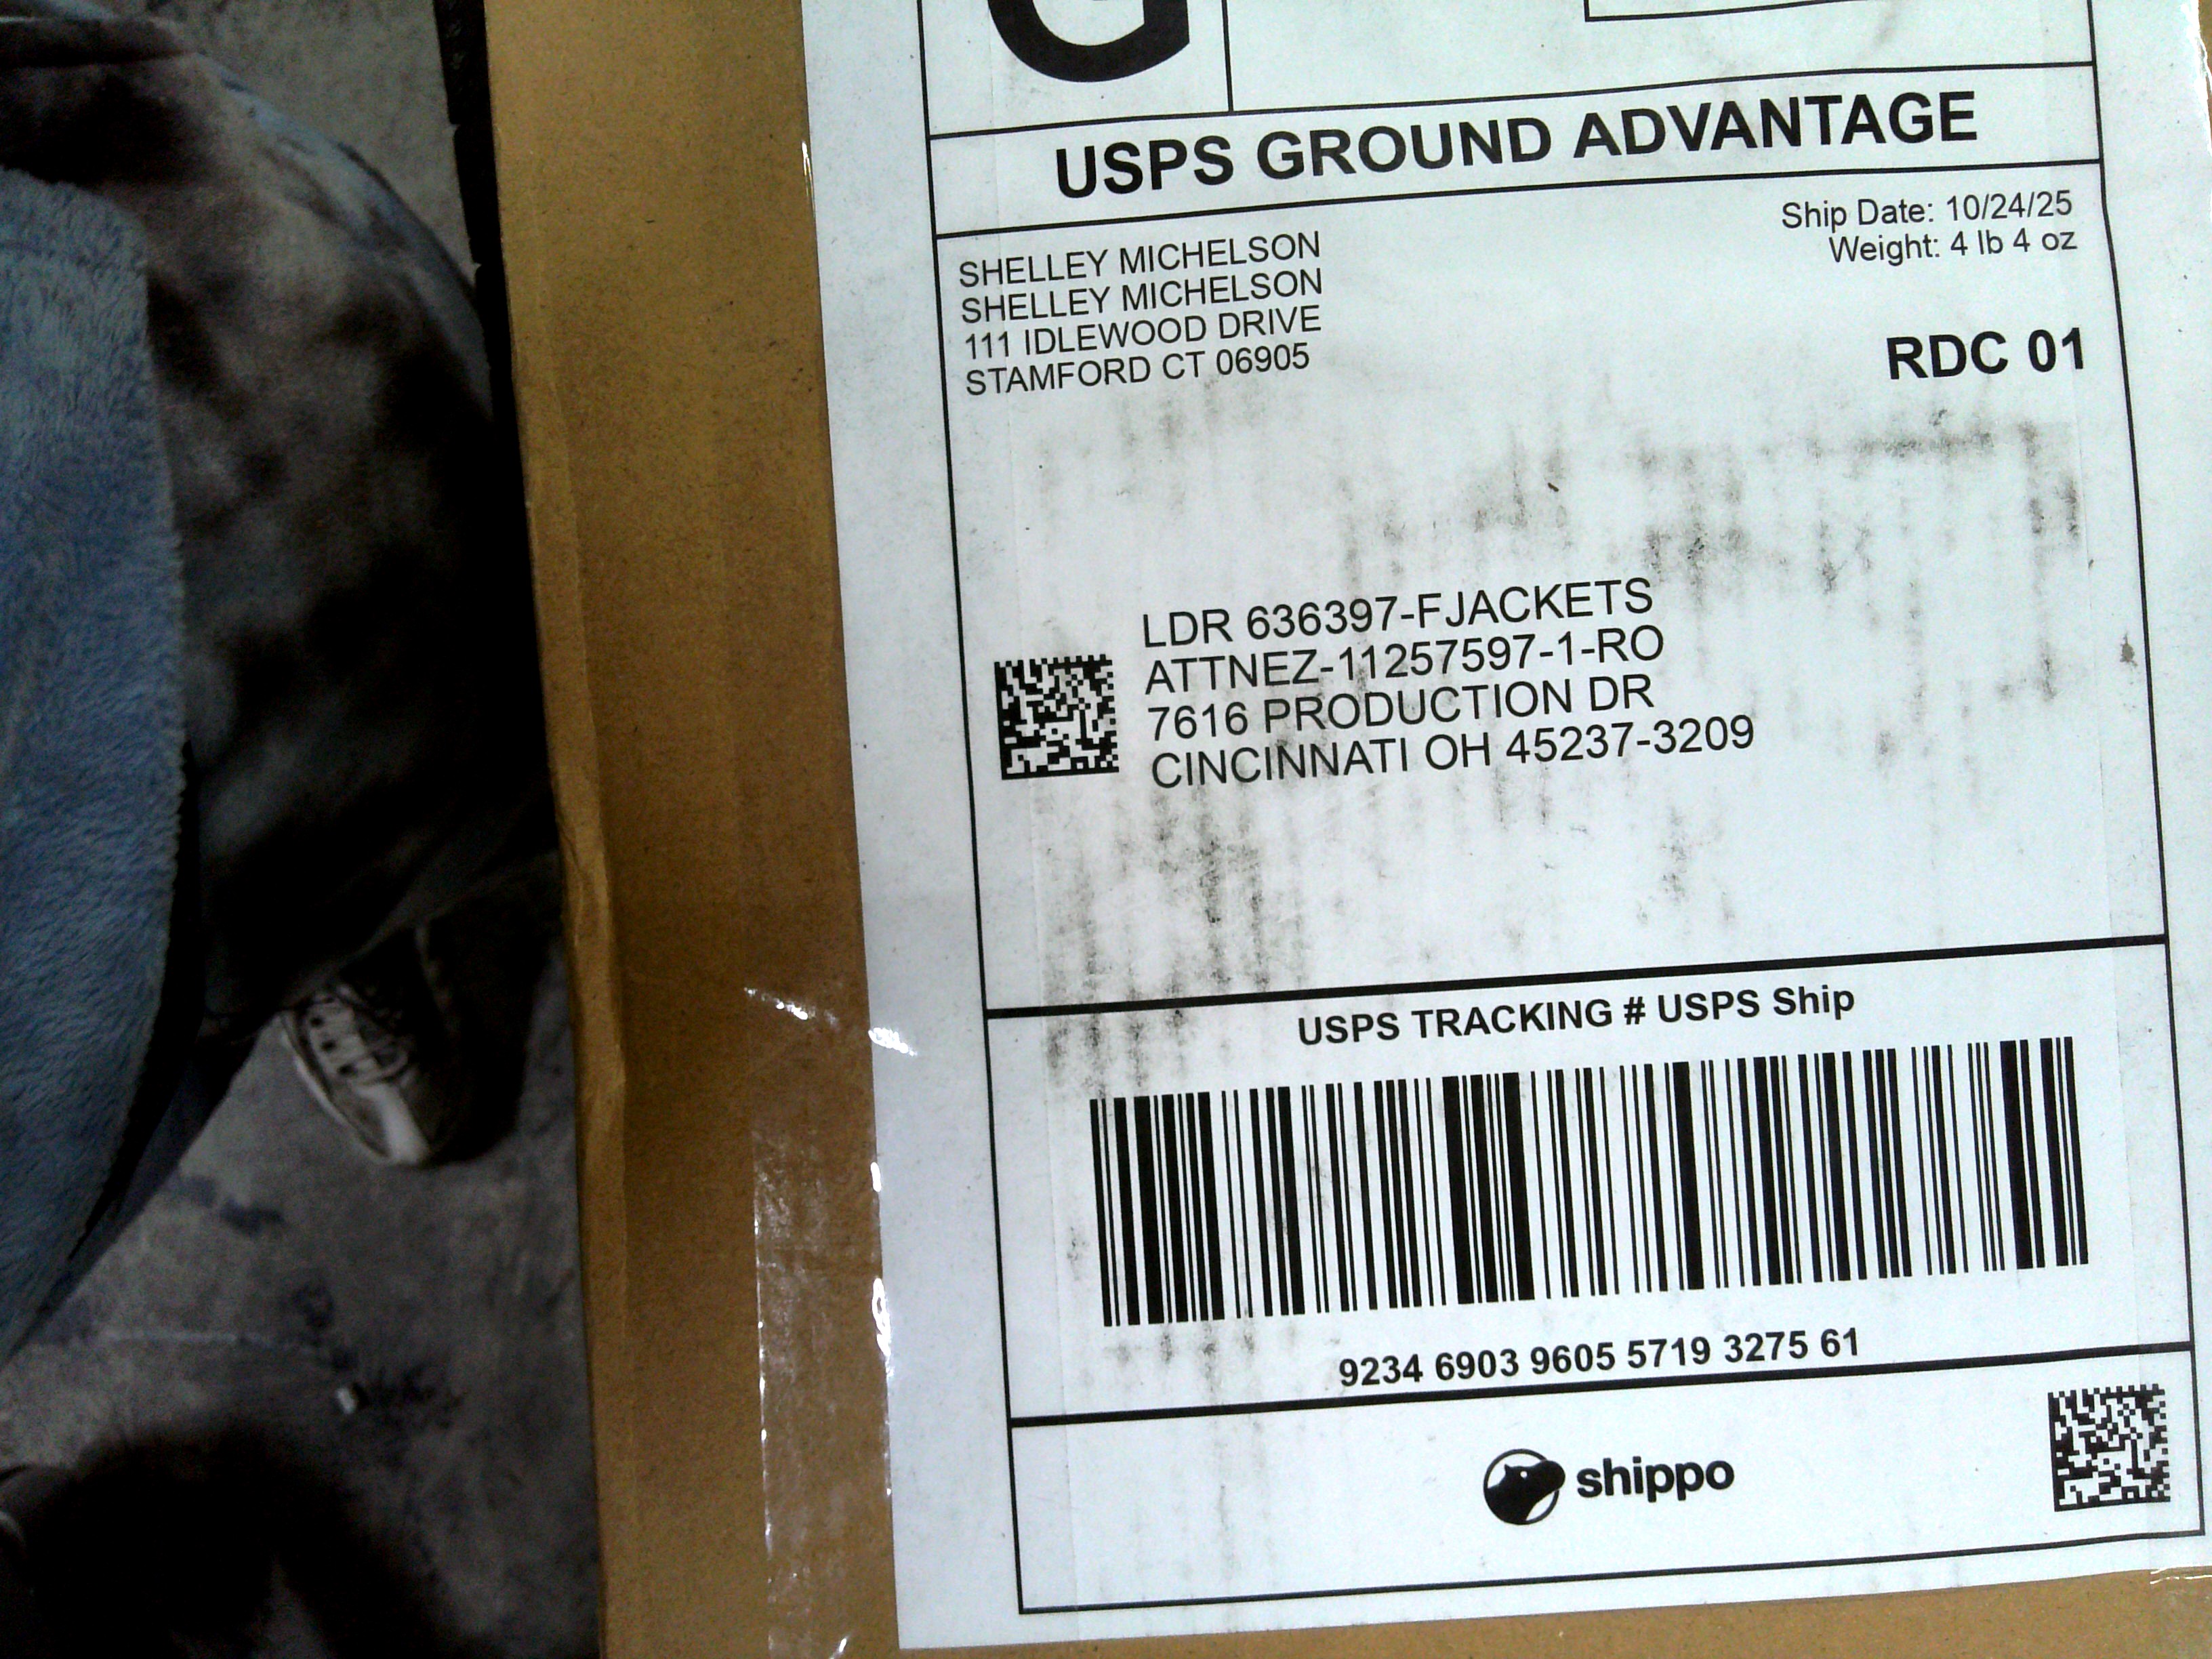 G
USPS GROUND ADVANTAGE
SHELLEY MICHELSON
SHELLEY MICHELSON
111 IDLEWOOD DRIVE
STAMFORD CT 06905
Ship Date: 10/24/25
Weight: 4 lb 4 oz
RDC 01
LDR 636397-FJACKETS
ATTNEZ-11257597-1-RO
7616 PRODUCTION DR
CINCINNATI OH 45237-3209
USPS TRACKING # USPS Ship
9234 6903 9605 5719 3275 61
shippo